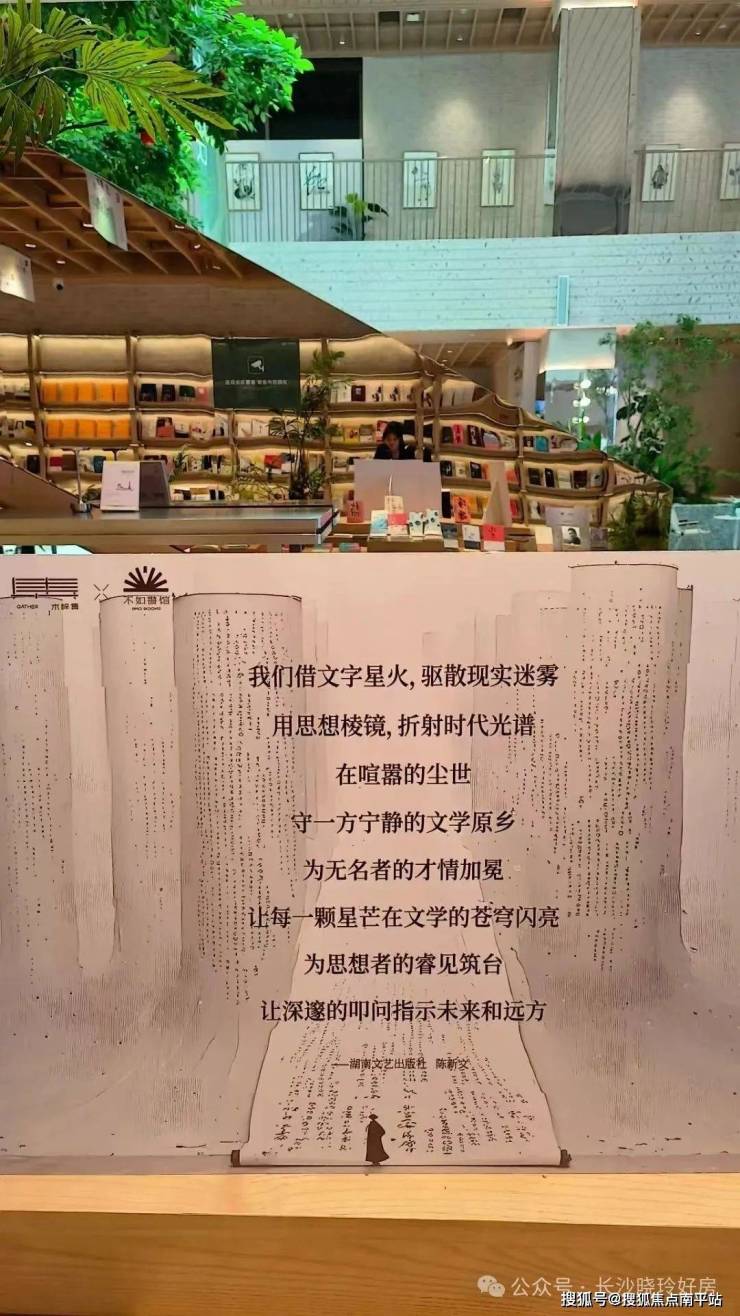 GATHER 木睬集
不如读馆
我们借文字星火,驱散现实迷雾
用思想棱镜,折射时代光谱
在喧嚣的尘世
守一方宁静的文学原乡
为无名者的才情加冕
让每一颗星芒在文学的苍穹闪亮
为思想者的睿见筑台
让深邃的叩问指示未来和远方
——湖南文艺出版社 陈新文
公众号·长沙晓玲好房
搜狐号@搜狐焦点南平站